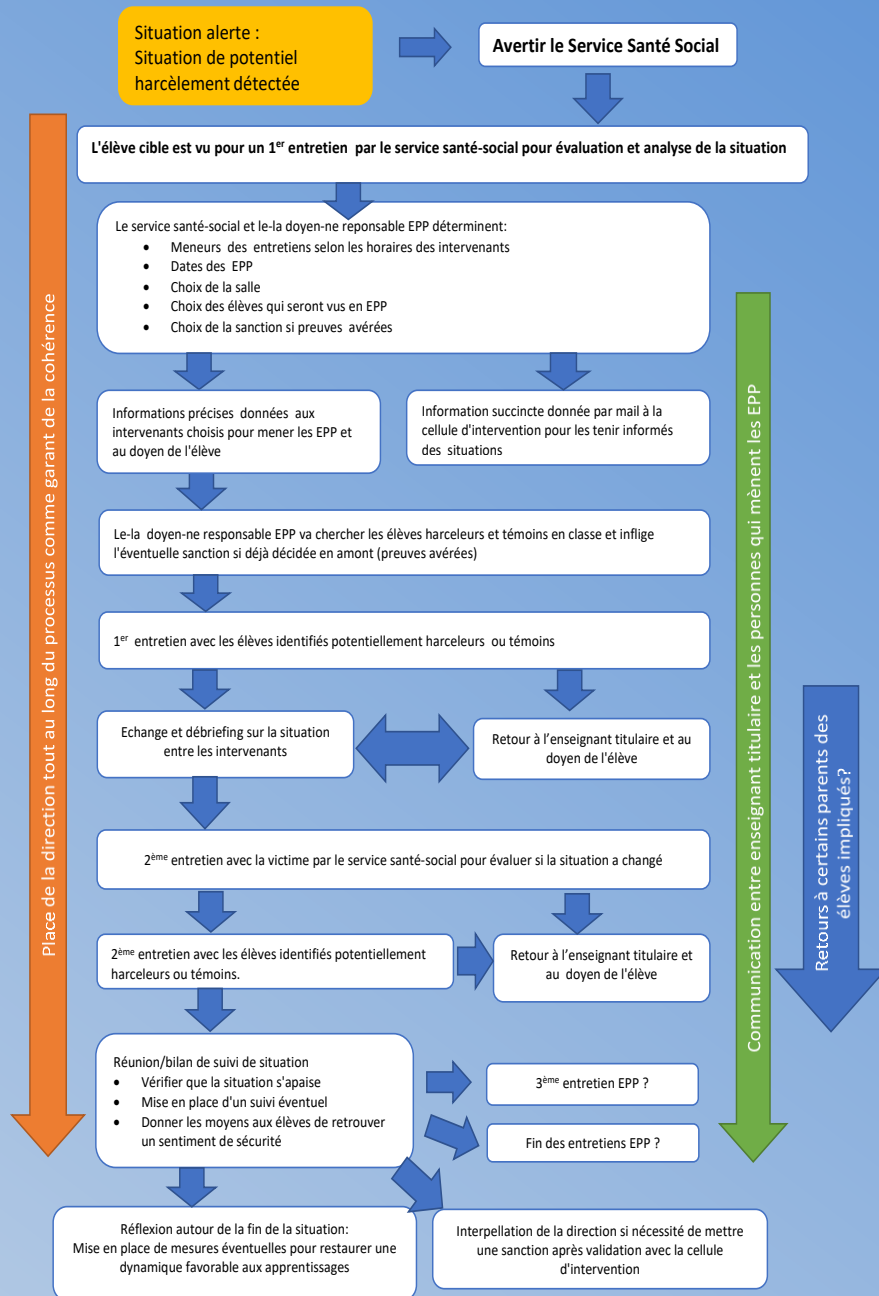 Situation alerte :
Situation de potentiel
harcèlement détectée
Avertir le Service Santé Social
L'élève cible est vu pour un 1er entretien par le service santé-social pour évaluation et analyse de la situation
Le service santé-social et le-la doyen-ne reponsable EPP déterminent:
• Meneurs des entretiens selon les horaires des intervenants
• Dates des EPP
• Choix de la salle
• Choix des élèves qui seront vus en EPP
• Choix de la sanction si preuves avérées
Informations précises données aux
intervenants choisis pour mener les EPP et
au doyen de l'élève
Information succincte donnée par mail à la
cellule d'intervention pour les tenir informés
des situations
Le-la doyen-ne responsable EPP va chercher les élèves harceleurs et témoins en classe et inflige
l'éventuelle sanction si déjà décidée en amont (preuves avérées)
1er entretien avec les élèves identifiés potentiellement harceleurs ou témoins
Echange et débriefing sur la situation
entre les intervenants
Retour à l'enseignant titulaire et au
doyen de l'élève
2ème entretien avec la victime par le service santé-social pour évaluer si la situation a changé
2ème entretien avec les élèves identifiés potentiellement
harceleurs ou témoins.
Retour à l'enseignant titulaire et
au doyen de l'élève
Réunion/bilan de suivi de situation
• Vérifier que la situation s'apaise
• Mise en place d'un suivi éventuel
• Donner les moyens aux élèves de retrouver
un sentiment de sécurité
3ème entretien EPP ?
Fin des entretiens EPP ?
Réflexion autour de la fin de la situation:
Mise en place de mesures éventuelles pour restaurer une
dynamique favorable aux apprentissages
Interpellation de la direction si nécessité de mettre
une sanction après validation avec la cellule
d'intervention
Place de la direction tout au long du processus comme garant de la cohérence
Communication entre enseignant titulaire et les personnes qui mènent les EPP
Retours à certains parents des
élèves impliqués?